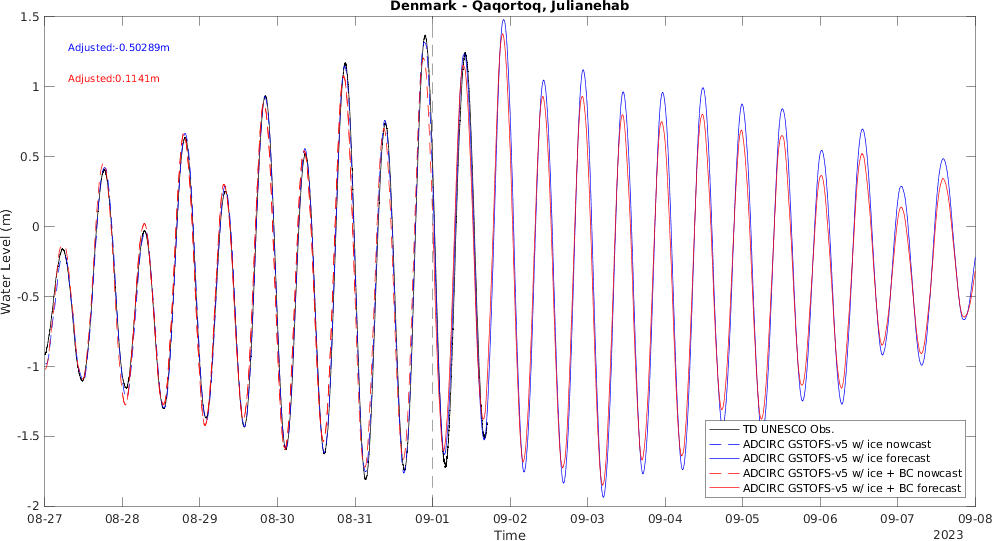 Denmark - Qaqortoq, Julianehab
Adjusted:-0.50289m
Adjusted:0.1141m
Water Level (m)
1.5
1
0.5
0
-0.5
-1
-1.5
-2
TD UNESCO Obs.
ADCIRC GSTOFS-v5 w/ ice nowcast
ADCIRC GSTOFS-v5 w/ ice forecast
ADCIRC GSTOFS-v5 w/ ice + BC nowcast
ADCIRC GSTOFS-v5 w/ ice + BC forecast
08-27 08-28 08-29 08-30 08-31 09-01 09-02 09-03 09-04 09-05 09-06 09-07 09-08
Time
2023